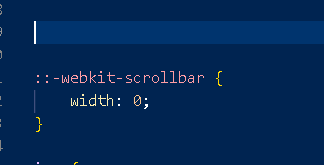 ::-webkit-scrollbar {
width: 0;
}